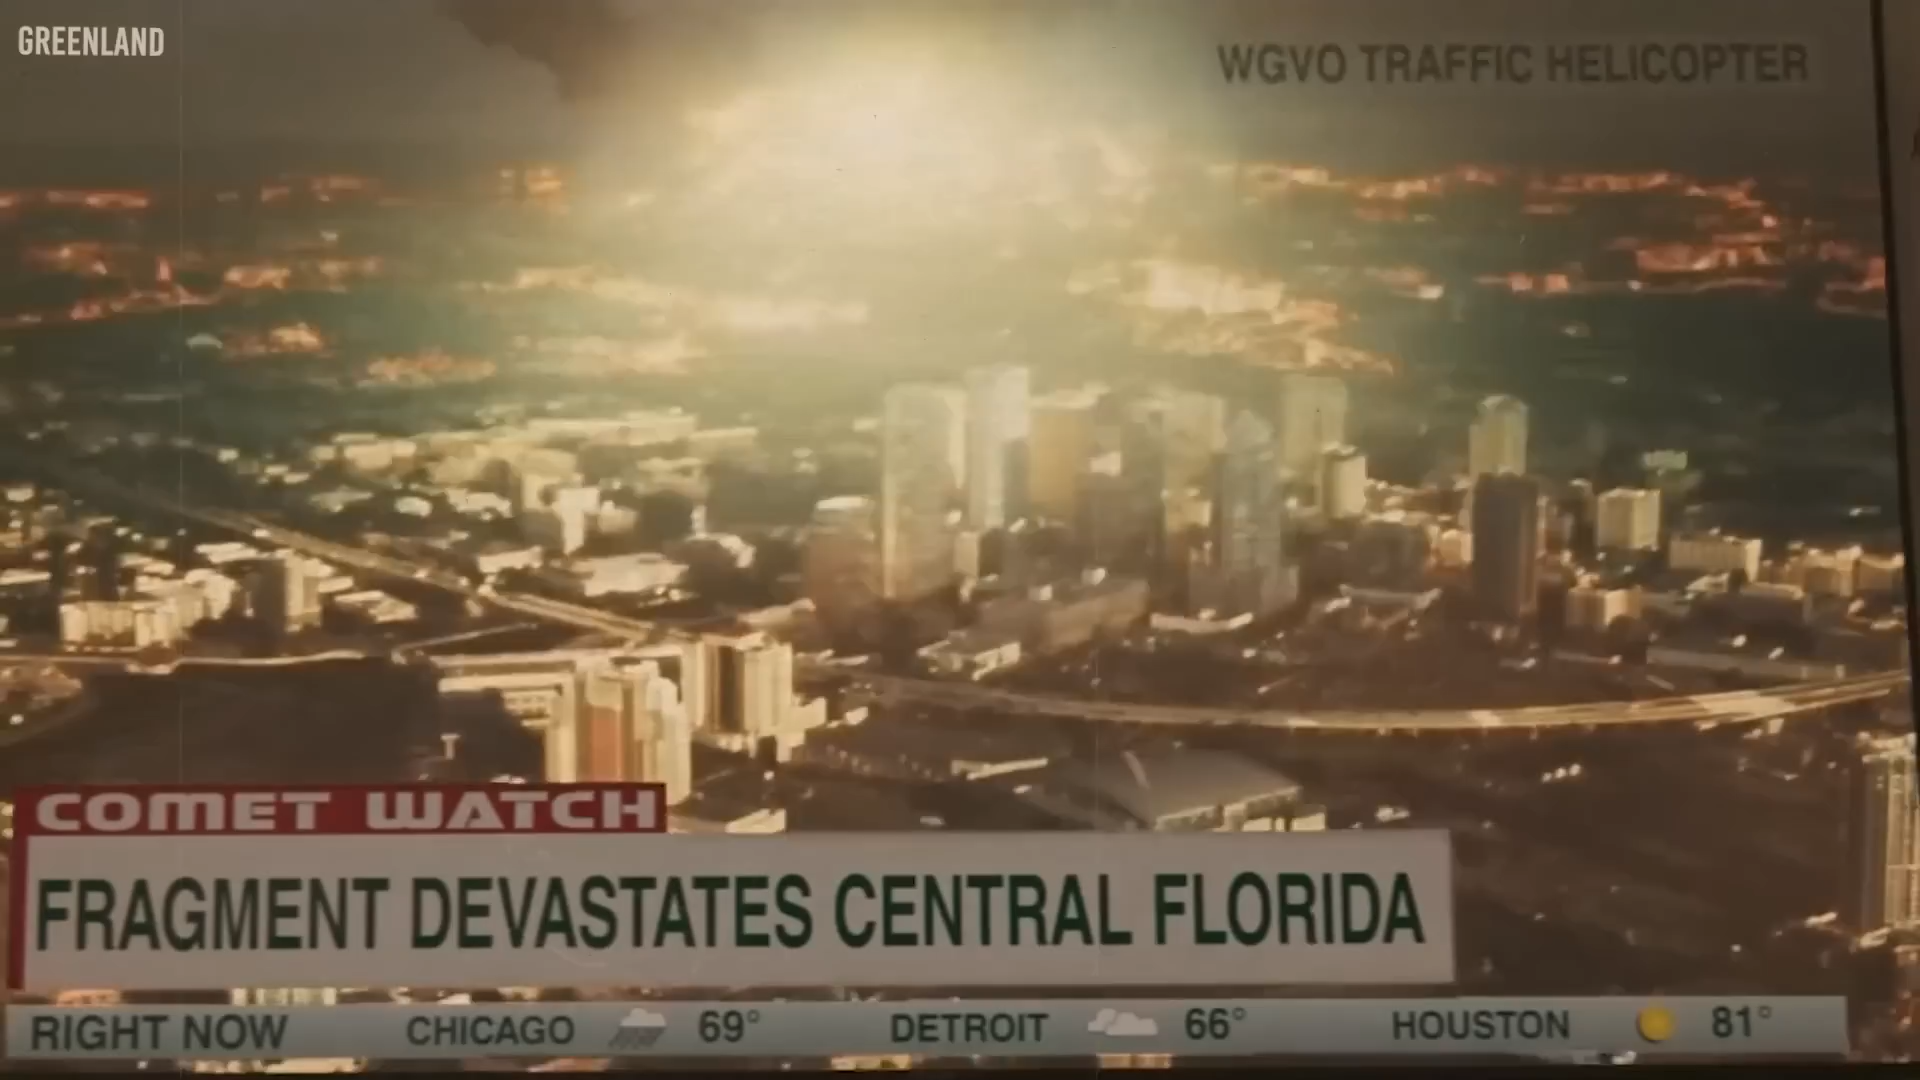 GREENLAND
WGVO TRAFFIC HELICOPTER
COMET WATCH
FRAGMENT DEVASTATES CENTRAL FLORIDA
RIGHT NOW CHICAGO 69° DETROIT 66° HOUSTON 81°